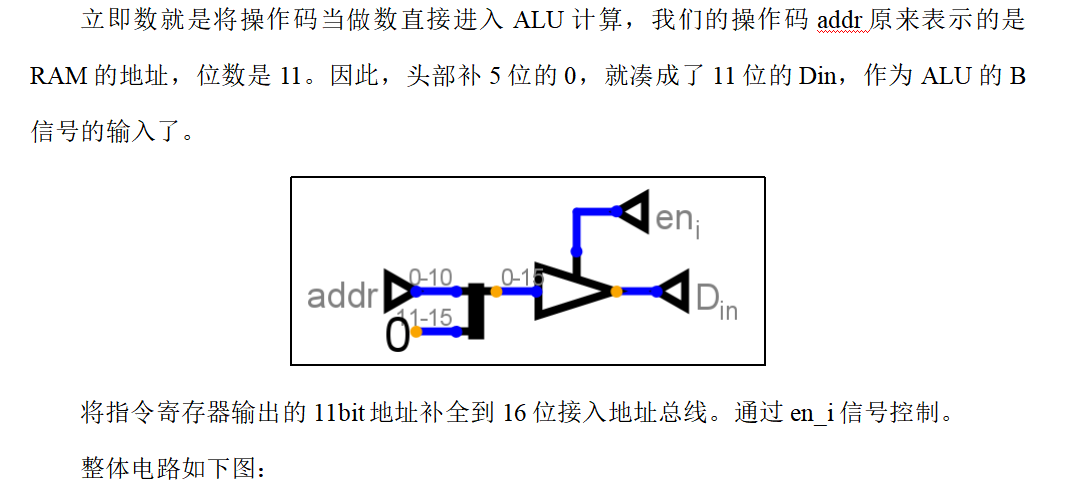 立即数就是将操作码当做数直接进入 ALU 计算，我们的操作码 addr 原来表示的是
RAM 的地址，位数是 11。因此，头部补 5 位的 0，就凑成了 11 位的 Din，作为 ALU 的 B
信号的输入了。
en_i
0-10
0-15
addr
D_in
11-15
0
将指令寄存器输出的 11bit 地址补全到 16 位接入地址总线。通过 en_i 信号控制。
整体电路如下图：